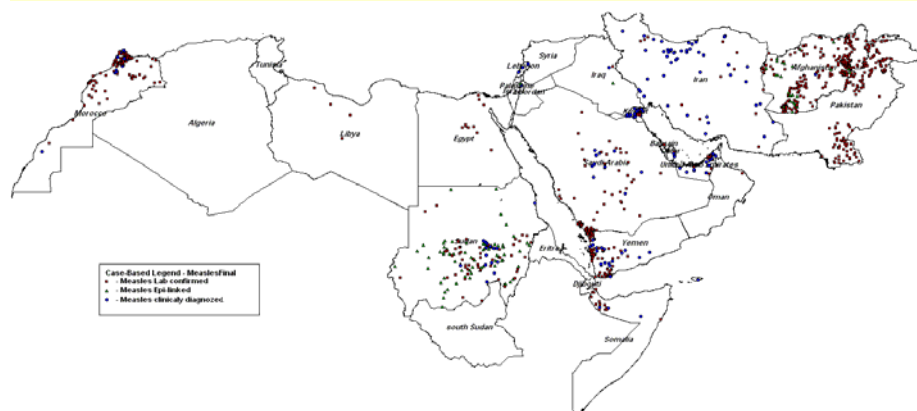 Syria
Tunisia
Lebanon
Iraq
Iran
Afghanistan
Pakistan
Morocco
Algeria
Libya
Egypt
Bahrain
Saudi Arabia
Oman
Sudan
Eritrea
Yemen
Djibouti
south Sudan
Somalia
Case-Based Legend - MeaslesFinal
- Measles Lab confirmed
- Measles Epi-linked
- Measles clinicaly diagnozed